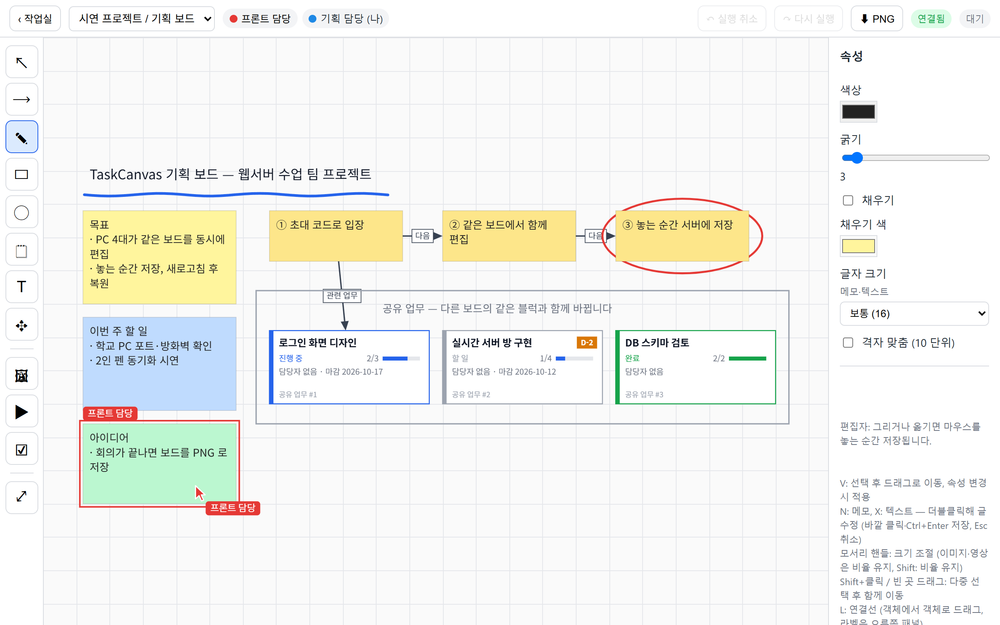 ‹ 작업실
시연 프로젝트 / 기획 보드
프론트 담당
기획 담당 (나)
↶ 실행 취소
↷ 다시 실행
⬇ PNG
연결됨
대기
T
TaskCanvas 기획 보드 — 웹서버 수업 팀 프로젝트
목표
· PC 4대가 같은 보드를 동시에
편집
· 놓는 순간 저장, 새로고침 후
복원
① 초대 코드로 입장
다음
② 같은 보드에서 함께
편집
다음
③ 놓는 순간 서버에 저장
관련 업무
공유 업무 — 다른 보드의 같은 블럭과 함께 바뀝니다
이번 주 할 일
· 학교 PC 포트·방화벽 확인
· 2인 펜 동기화 시연
로그인 화면 디자인
진행 중
2/3
담당자 없음 · 마감 2026-10-17
공유 업무 #1
실시간 서버 방 구현
D-2
할 일
1/4
담당자 없음 · 마감 2026-10-12
공유 업무 #2
DB 스키마 검토
완료
2/2
담당자 없음
공유 업무 #3
프론트 담당
아이디어
· 회의가 끝나면 보드를 PNG 로
저장
프론트 담당
속성
색상
굵기
3
채우기
채우기 색
글자 크기
메모·텍스트
보통 (16)
격자 맞춤 (10 단위)
편집자: 그리거나 옮기면 마우스를
놓는 순간 저장됩니다.
V: 선택 후 드래그로 이동, 속성 변경
시 적용
N: 메모, X: 텍스트 — 더블클릭해 글
수정 (바깥 클릭·Ctrl+Enter 저장, Esc
취소)
모서리 핸들: 크기 조절 (이미지·영상
은 비율 유지, Shift: 비율 유지)
Shift+클릭 / 빈 곳 드래그: 다중 선
택 후 함께 이동
L: 연결선 (객체에서 객체로 드래그,
라벨은 오른쪽 패널)